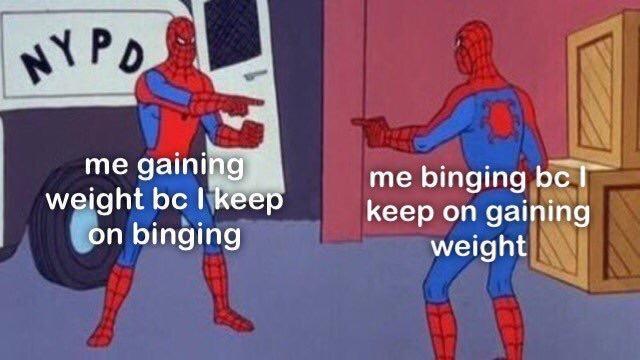 NYPD
me gaining
weight bc I keep
on binging
me binging bc I
keep on gaining
weight